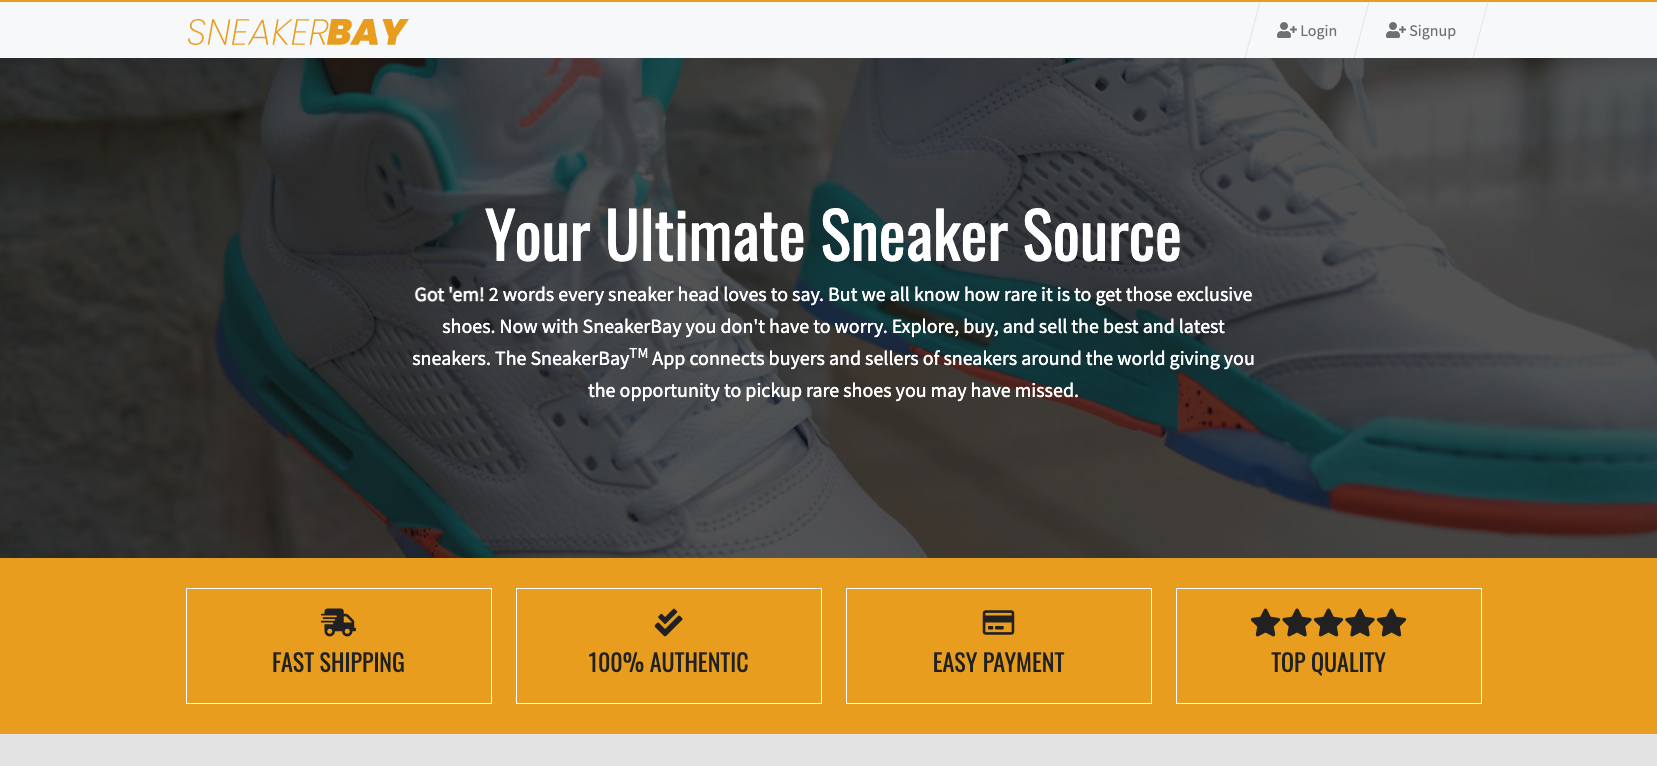 SNEAKERBAY
Login
Signup
Your Ultimate Sneaker Source
Got 'em! 2 words every sneaker head loves to say. But we all know how rare it is to get those exclusive
shoes. Now with SneakerBay you don't have to worry. Explore, buy, and sell the best and latest
sneakers. The SneakerBay™ App connects buyers and sellers of sneakers around the world giving you
the opportunity to pickup rare shoes you may have missed.
FAST SHIPPING
100% AUTHENTIC
EASY PAYMENT
TOP QUALITY